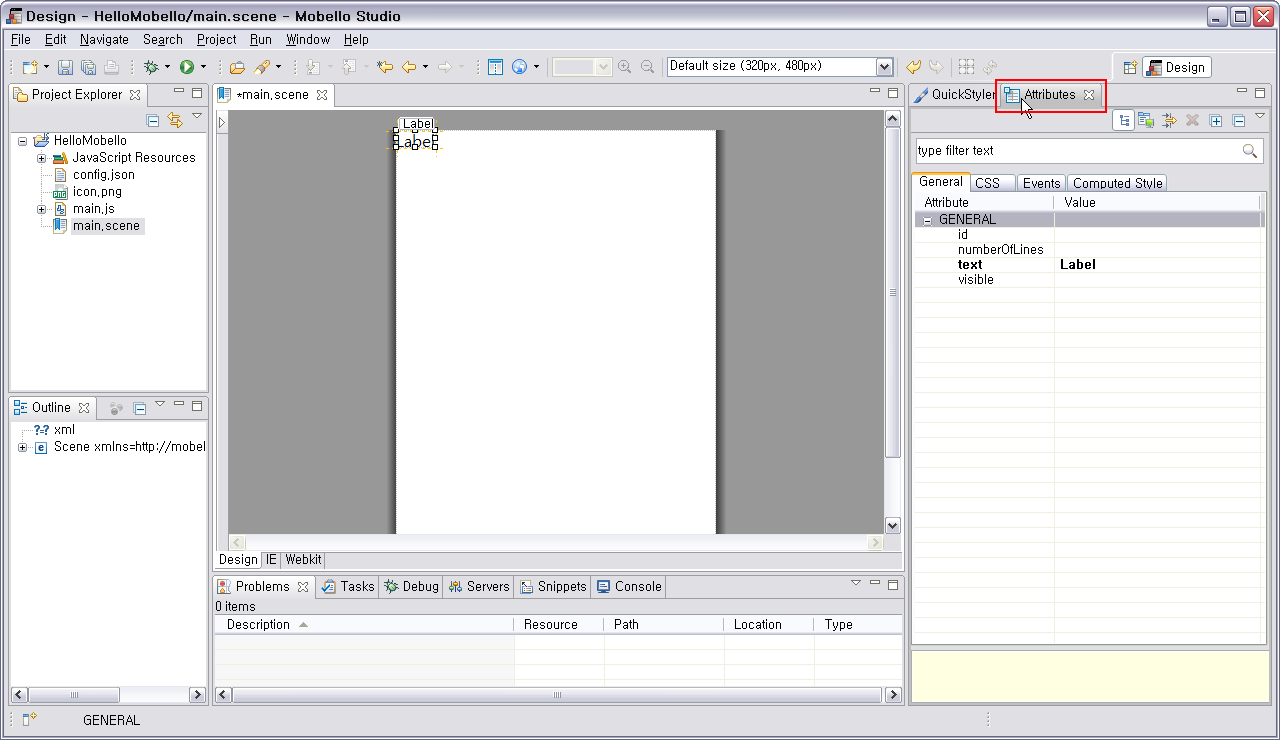 Design - HelloMobello/main.scene - Mobello Studio
File Edit Navigate Search Project Run Window Help
Default size (320px, 480px)
Design
Project Explorer
HelloMobello
JavaScript Resources
config.json
icon.png
main.js
main.scene
Outline
?=? xml
e Scene xmlns=http://mobel
*main.scene
Label
Label
Design IE Webkit
Problems Tasks Debug Servers Snippets Console
0 items
Description Resource Path Location Type
QuickStyler Attributes
type filter text
General CSS Events Computed Style
Attribute Value
GENERAL
id
numberOfLines
text Label
visible
GENERAL